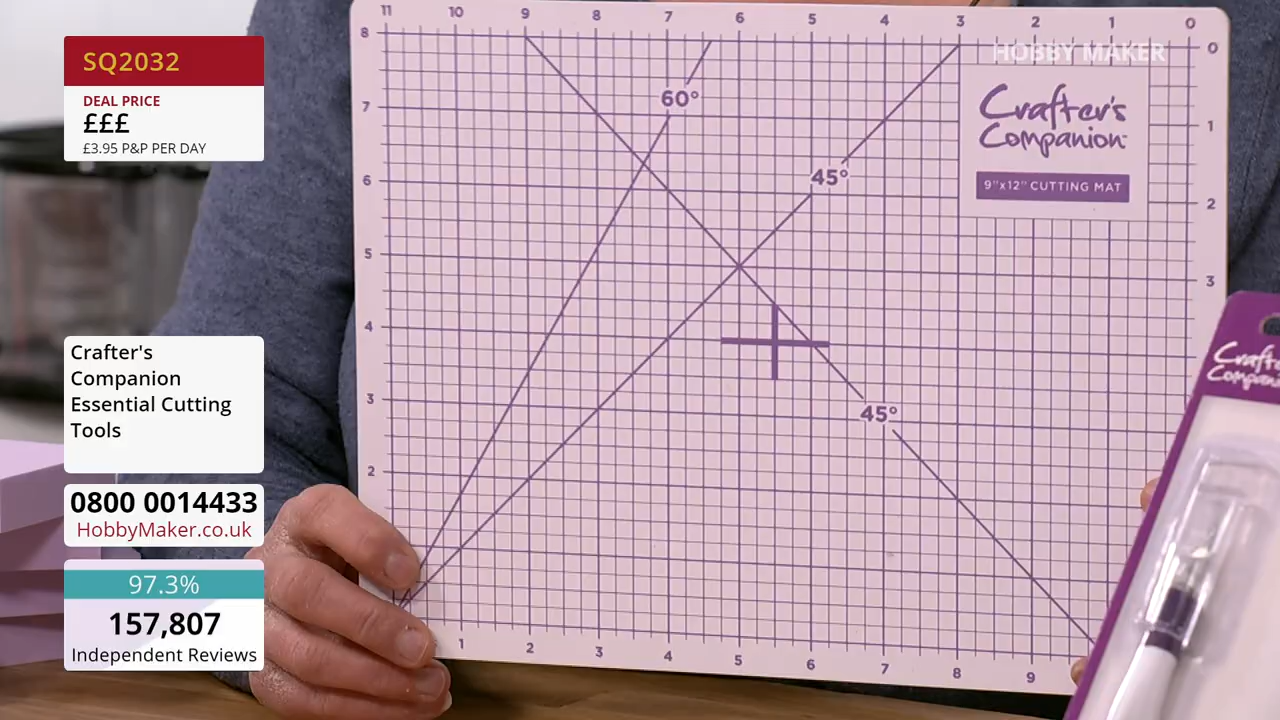 SQ2032
DEAL PRICE
£££
£3.95 P&P PER DAY
Crafter's
Companion
Essential Cutting
Tools
0800 0014433
HobbyMaker.co.uk
97.3%
157,807
Independent Reviews
HOBBY MAKER
11 10 9 8 7 6 5 4 3 2 1 0
8
7
6
5
4
3
2
0
1
2
3
60°
45°
45°
Crafter's
Companion
9"x12" CUTTING MAT
1 2 3 4 5 6 7 8 9